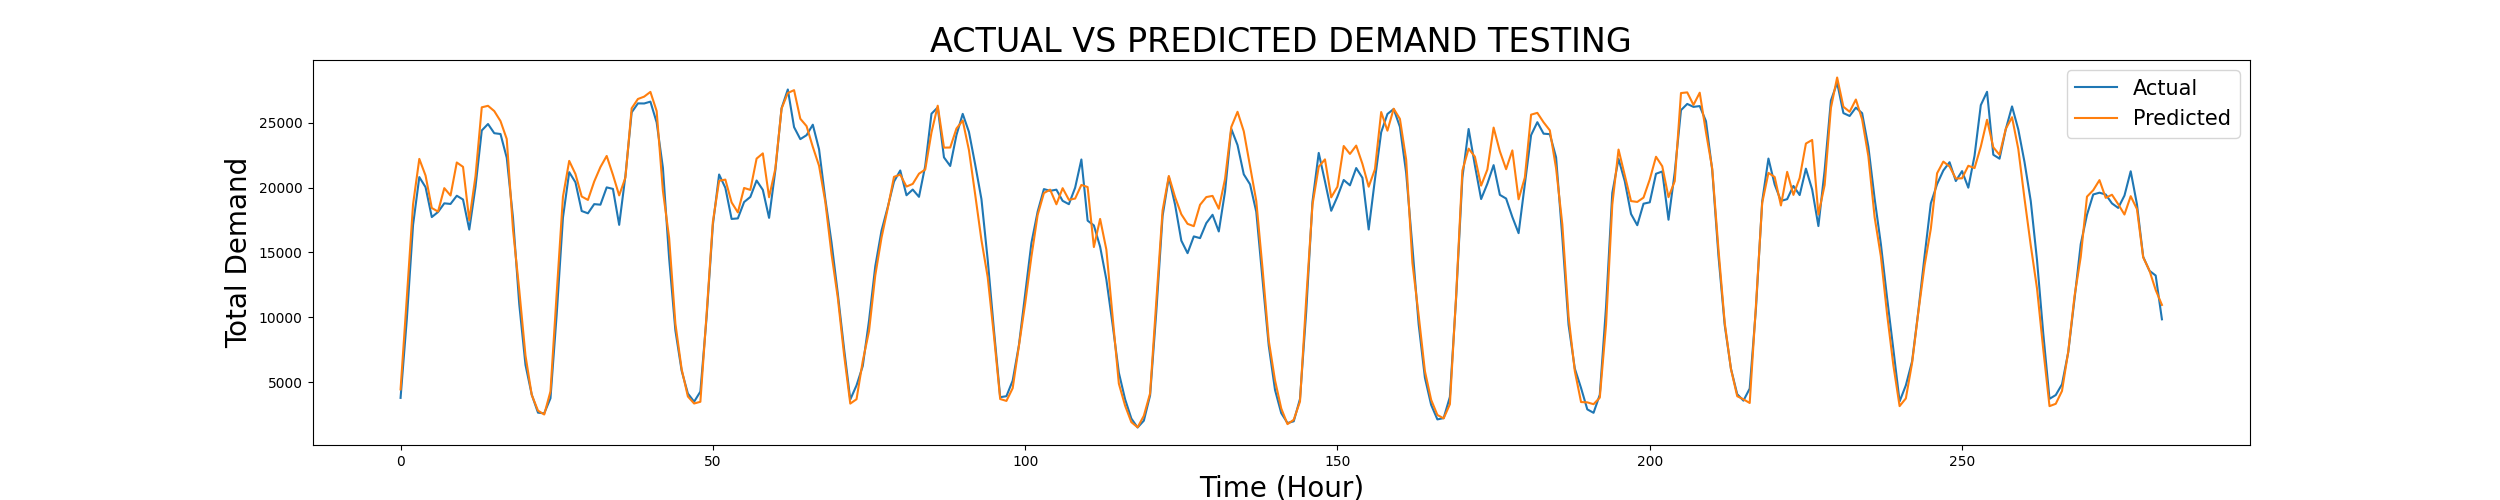 ACTUAL VS PREDICTED DEMAND TESTING
Actual
Predicted
Total Demand
25000
20000
15000
10000
5000
0 50 100 150 200 250
Time (Hour)